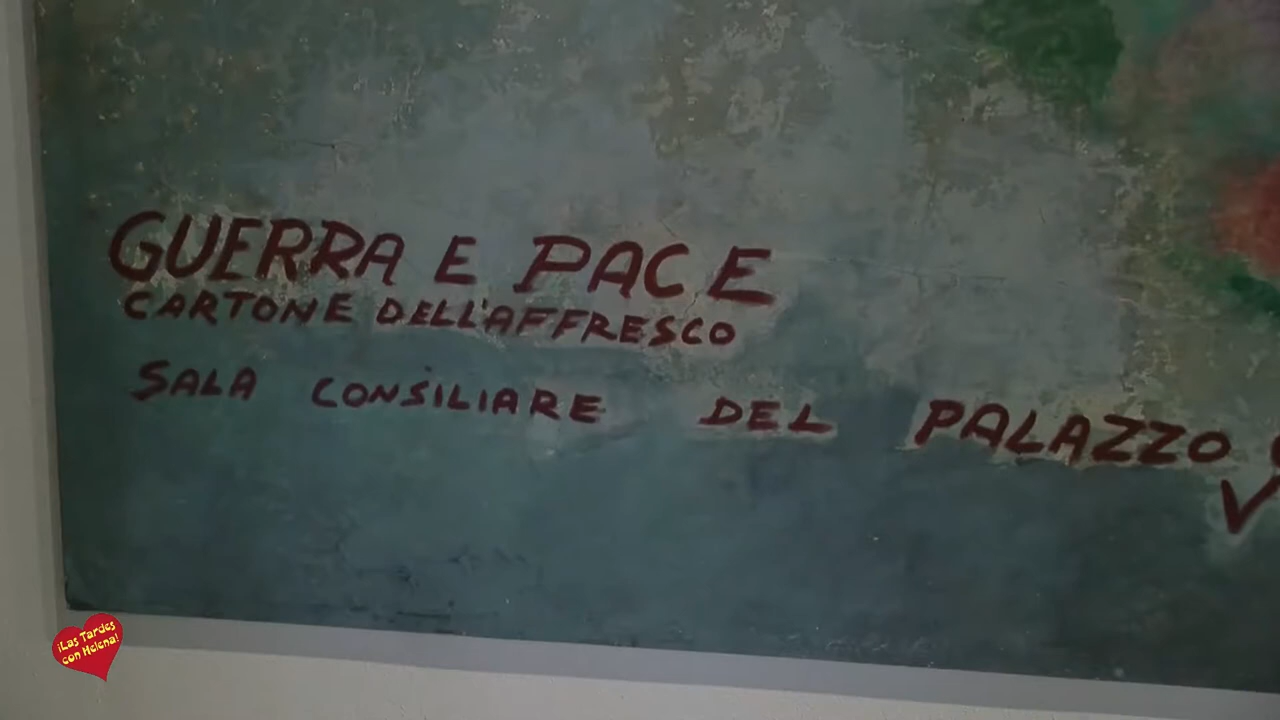 GUERRA E PACE
CARTONE DELL'AFFRESCO
SALA CONSILIARE DEL PALAZZO
¡Las Tardes
con Helena!